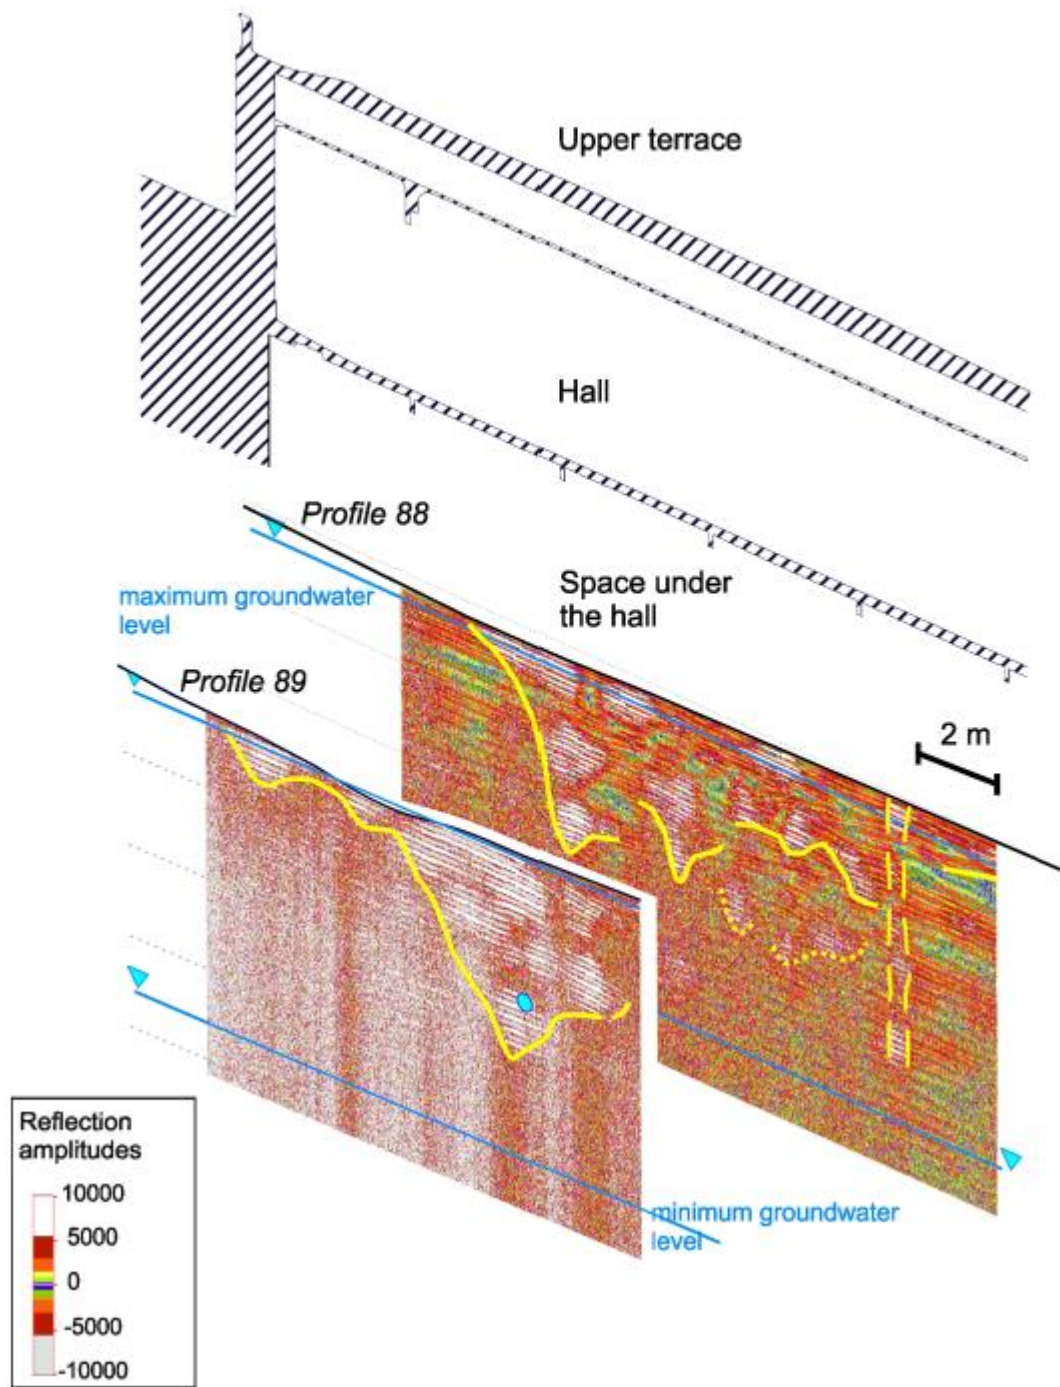 Upper terrace
Hall
Profile 88
Space under
the hall
maximum groundwater
level
Profile 89
2 m
minimum groundwater
level
Reflection
amplitudes
10000
5000
0
-5000
-10000